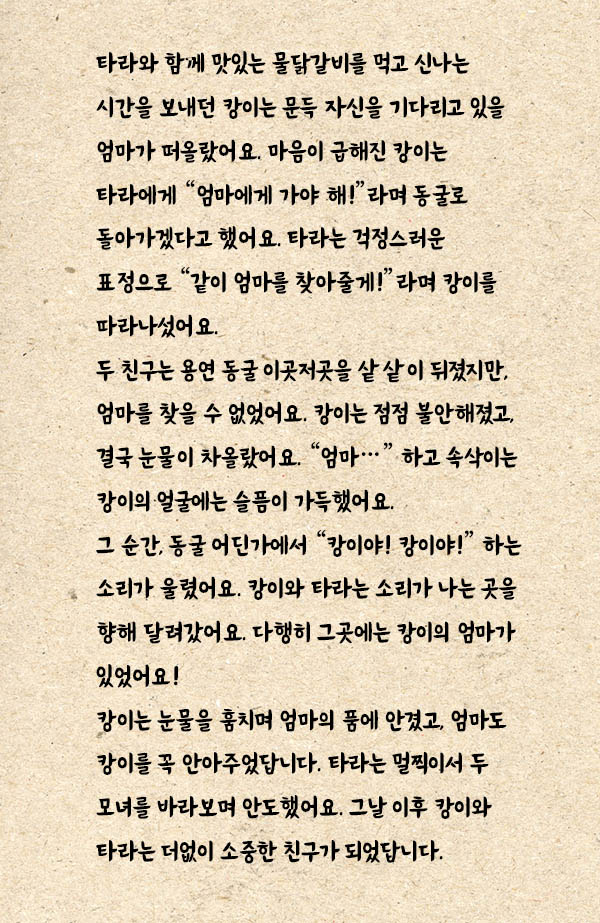 타라와 함께 맛있는 물닭갈비를 먹고 신나는
시간을 보내던 캉이는 문득 자신을 기다리고 있을
엄마가 떠올랐어요. 마음이 급해진 캉이는
타라에게 “엄마에게 가야 해!”라며 동굴로
돌아가겠다고 했어요. 타라는 걱정스러운
표정으로 “같이 엄마를 찾아줄게!”라며 캉이를
따라나섰어요.
두 친구는 용연 동굴 이곳저곳을 샅샅이 뒤졌지만,
엄마를 찾을 수 없었어요. 캉이는 점점 불안해졌고,
결국 눈물이 차올랐어요. “엄마…” 하고 속삭이는
캉이의 얼굴에는 슬픔이 가득했어요.
그 순간, 동굴 어딘가에서 “캉이야! 캉이야!” 하는
소리가 울렸어요. 캉이와 타라는 소리가 나는 곳을
향해 달려갔어요. 다행히 그곳에는 캉이의 엄마가
있었어요!
캉이는 눈물을 훔치며 엄마의 품에 안겼고, 엄마도
캉이를 꼭 안아주었답니다. 타라는 멀찍이서 두
모녀를 바라보며 안도했어요. 그날 이후 캉이와
타라는 더없이 소중한 친구가 되었답니다.